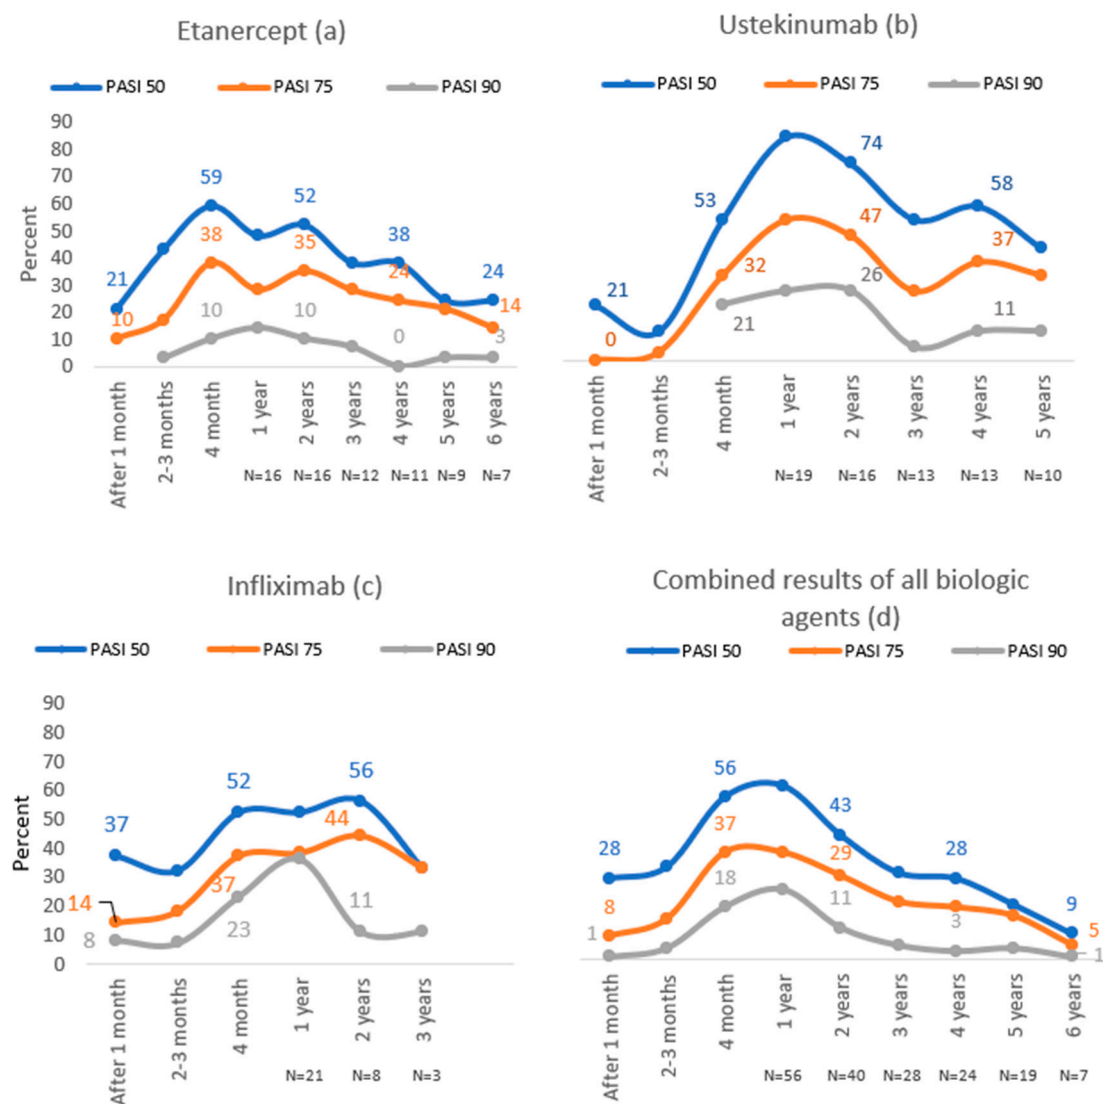 Etanercept (a)
PASI 50 PASI 75 PASI 90
90
80
70
60
50
40
30
20
10
0
Percent
21 59 52 38 24
10 38 35 24 14
10 10 0 3
After 1 month
2-3 months
4 month
1 year
2 years
3 years
4 years
5 years
6 years
N=16 N=16 N=12 N=11 N=9 N=7
Ustekinumab (b)
PASI 50 PASI 75 PASI 90
21 53 74 58
0 32 47 37
21 26 11
After 1 month
2-3 months
4 month
1 year
2 years
3 years
4 years
5 years
N=19 N=16 N=13 N=13 N=10
Infliximab (c)
PASI 50 PASI 75 PASI 90
90
80
70
60
50
40
30
20
10
0
Percent
37 52 56
14 37 44
8 23 11
After 1 month
2-3 months
4 month
1 year
2 years
3 years
N=21 N=8 N=3
Combined results of all biologic
agents (d)
PASI 50 PASI 75 PASI 90
28 56 43 28 9
8 37 29 5
1 18 11 3 1
After 1 month
2-3 months
4 month
1 year
2 years
3 years
4 years
5 years
6 years
N=56 N=40 N=28 N=24 N=19 N=7